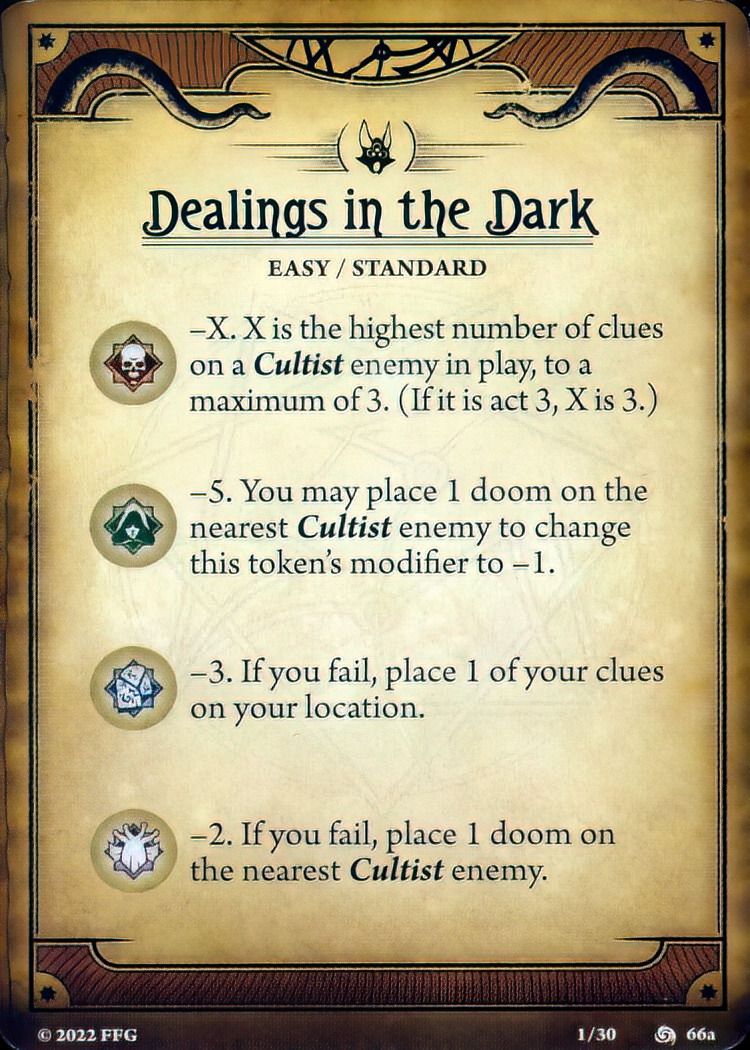 Dealings in the Dark
EASY / STANDARD
–X. X is the highest number of clues
on a Cultist enemy in play, to a
maximum of 3. (If it is act 3, X is 3.)
–5. You may place 1 doom on the
nearest Cultist enemy to change
this token’s modifier to –1.
–3. If you fail, place 1 of your clues
on your location.
–2. If you fail, place 1 doom on
the nearest Cultist enemy.
© 2022 FFG 1/30 66a